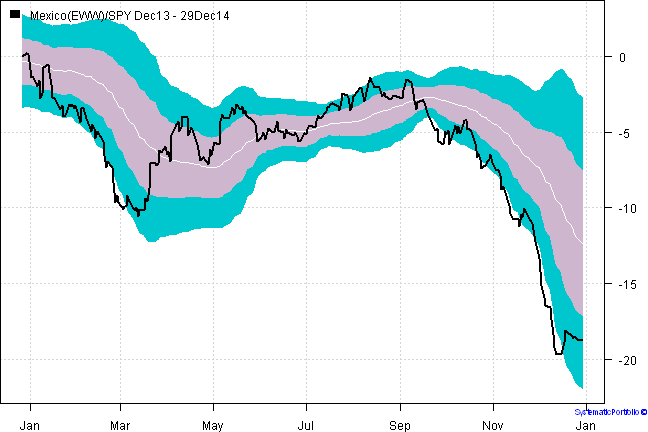 Mexico(EWW)/SPY Dec13 - 29Dec14
0
-5
-10
-15
-20
Jan Mar May Jul Sep Nov Jan
SystematicPortfolio ©